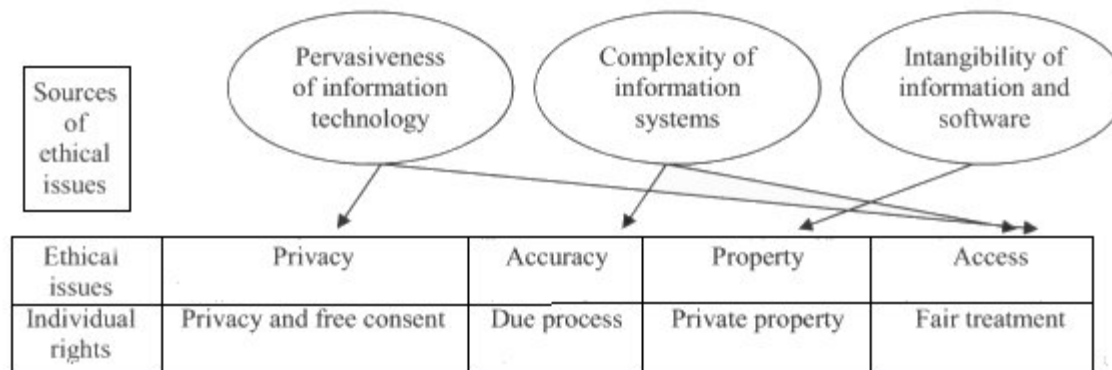 Sources
of
ethical
issues
Pervasiveness
of information
technology
Complexity of
information
systems
Intangibility of
information and
software
Ethical
issues
Privacy
Accuracy
Property
Access
Individual
rights
Privacy and free consent
Due process
Private property
Fair treatment